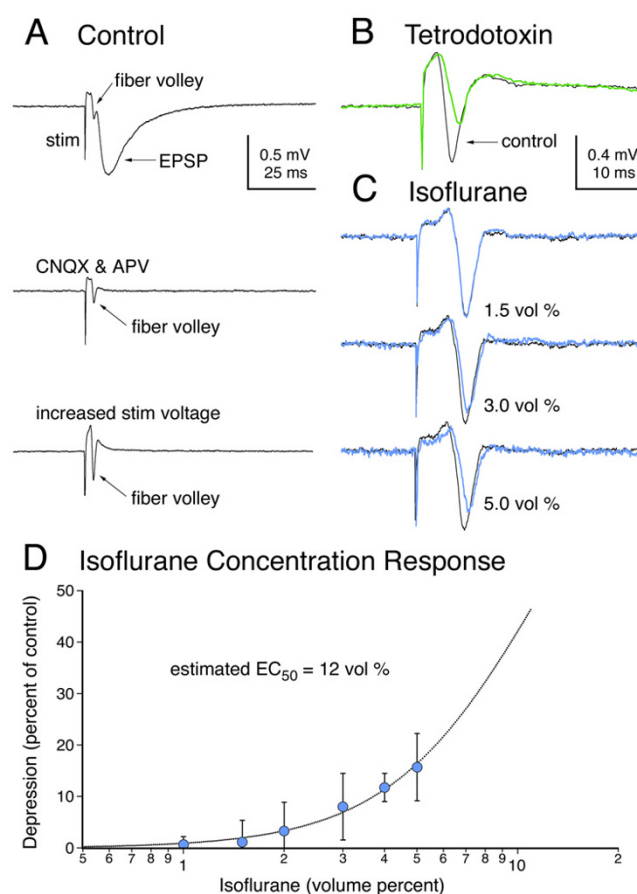 A Control
fiber volley
stim
EPSP
0.5 mV
25 ms
CNQX & APV
fiber volley
increased stim voltage
fiber volley
B Tetrodotoxin
control
0.4 mV
10 ms
C Isoflurane
1.5 vol %
3.0 vol %
5.0 vol %
D Isoflurane Concentration Response
50
40
30
20
10
0
Depression (percent of control)
estimated EC50 = 12 vol %
5 6 7 8 9 1 2 3 4 5 6 7 8 9 10 2
Isoflurane (volume percent)